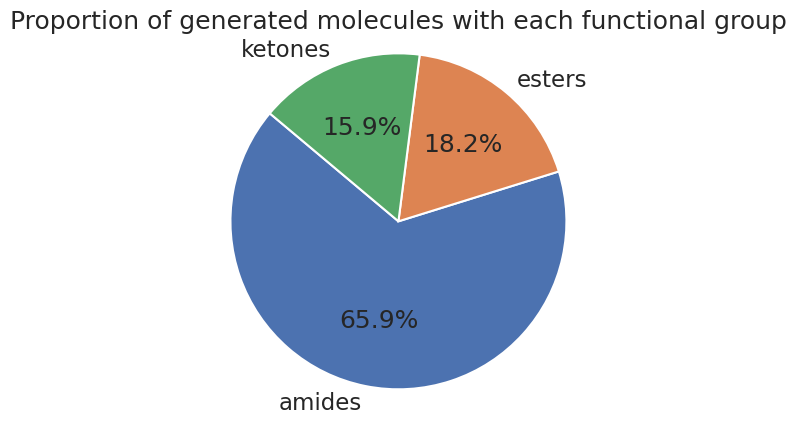 Proportion of generated molecules with each functional group
ketones
esters
15.9%
18.2%
65.9%
amides